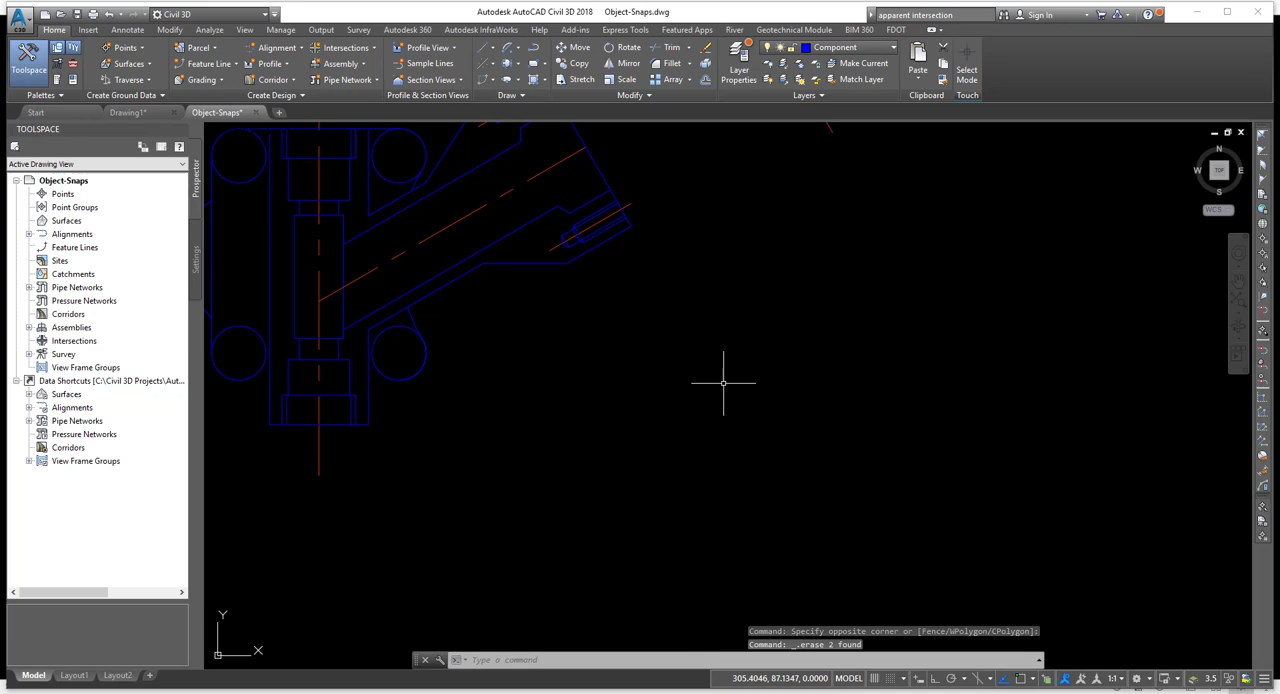 Civil 3D
Autodesk AutoCAD Civil 3D 2018 Object-Snaps.dwg
apparent intersection
Sign In
C3D
Home Insert Annotate Modify Analyze View Manage Output Survey Autodesk 360 Autodesk InfraWorks Help Add-ins Express Tools Featured Apps BIM 360 River Geotechnical Module FDOT
Toolspace
Points
Surfaces
Traverse
Parcel
Feature Line
Grading
Alignment
Profile
Corridor
Intersections
Assembly
Pipe Network
Profile View
Sample Lines
Section Views
Move
Copy
Stretch
Rotate
Mirror
Scale
Trim
Fillet
Array
Layer
Properties
Component
Make Current
Match Layer
Paste
Select
Mode
Palettes Create Ground Data Create Design Profile & Section Views Draw Modify Layers Clipboard Touch
Start Drawing1* Object-Snaps*
TOOLSPACE
Active Drawing View
Object-Snaps
Points
Point Groups
Surfaces
Alignments
Feature Lines
Sites
Catchments
Pipe Networks
Pressure Networks
Corridors
Assemblies
Intersections
Survey
View Frame Groups
Data Shortcuts [C:\Civil 3D Projects\Aut...
Surfaces
Alignments
Pipe Networks
Pressure Networks
Corridors
View Frame Groups
Prospector
Settings
N
W TOP E
S
WCS
Y
X
Command: Specify opposite corner or [Fence/WPolygon/CPolygon]:
Command: _.erase 2 found
Type a command
Model Layout1 Layout2 +
305.4046, 87.1347, 0.0000 MODEL 1:1 3.5